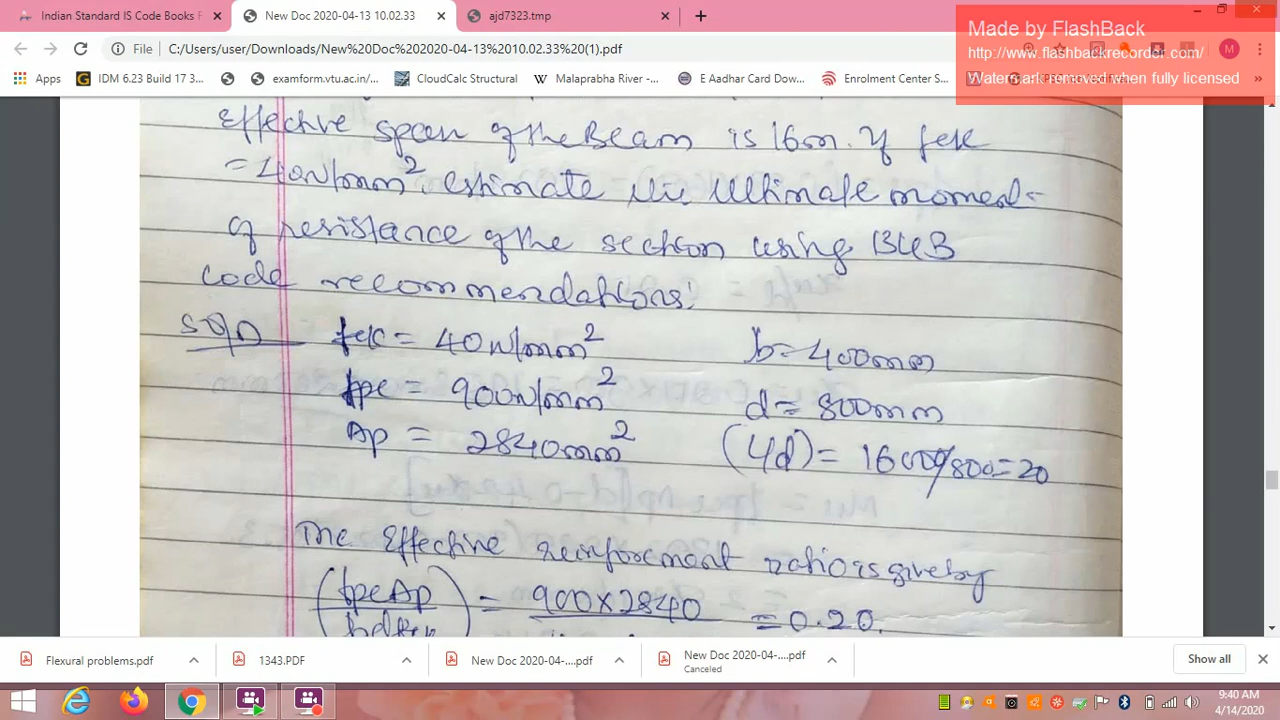 Indian Standard IS Code Books F
New Doc 2020-04-13 10.02.33
ajd7323.tmp
Made by FlashBack
http://www.flashbackrecorder.com/
Watermark removed when fully licensed
File
C:/Users/user/Downloads/New%20Doc%202020-04-13%2010.02.33%20(1).pdf
M
Apps
IDM 6.23 Build 17 3...
examform.vtu.ac.in/...
CloudCalc Structural
Malaprabha River -...
E Aadhar Card Dow...
Enrolment Center S...
Effective span of the Beam is 16m. If fck
= 40N/mm² estimate the Ultimate moment
of resistance of the section using
code recommendations:
Soln fck = 40N/mm² b = 400mm
fpe = 900N/mm² d = 800mm
Ap = 2840mm² (L/d) = 16000/800 = 20
The Effective reinforcement ratio is give by
(fpe Ap / bd fck) = 900×2840 = 0.20.
Flexural problems.pdf
1343.PDF
New Doc 2020-04-....pdf
New Doc 2020-04-....pdf
Canceled
Show all
9:40 AM
4/14/2020